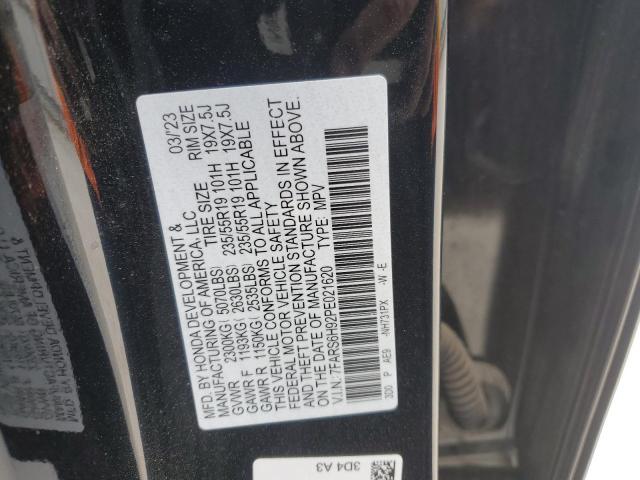 MFD. BY HONDA DEVELOPMENT &
MANUFACTURING OF AMERICA, LLC 03/'23
GVWR 2300KG( 5070LBS) TIRE SIZE RIM SIZE
GAWR F 1193KG( 2630LBS) 235/55R19 101H 19X7.5J
GAWR R 1150KG( 2535LBS) 235/55R19 101H 19X7.5J
THIS VEHICLE CONFORMS TO ALL APPLICABLE
FEDERAL MOTOR VEHICLE SAFETY
AND THEFT PREVENTION STANDARDS IN EFFECT
ON THE DATE OF MANUFACTURE SHOWN ABOVE.
V.I.N.: 7FARS6H92PE021620 TYPE: MPV
3D0 P AE9 -NH731PX -W -E
3D4 A3